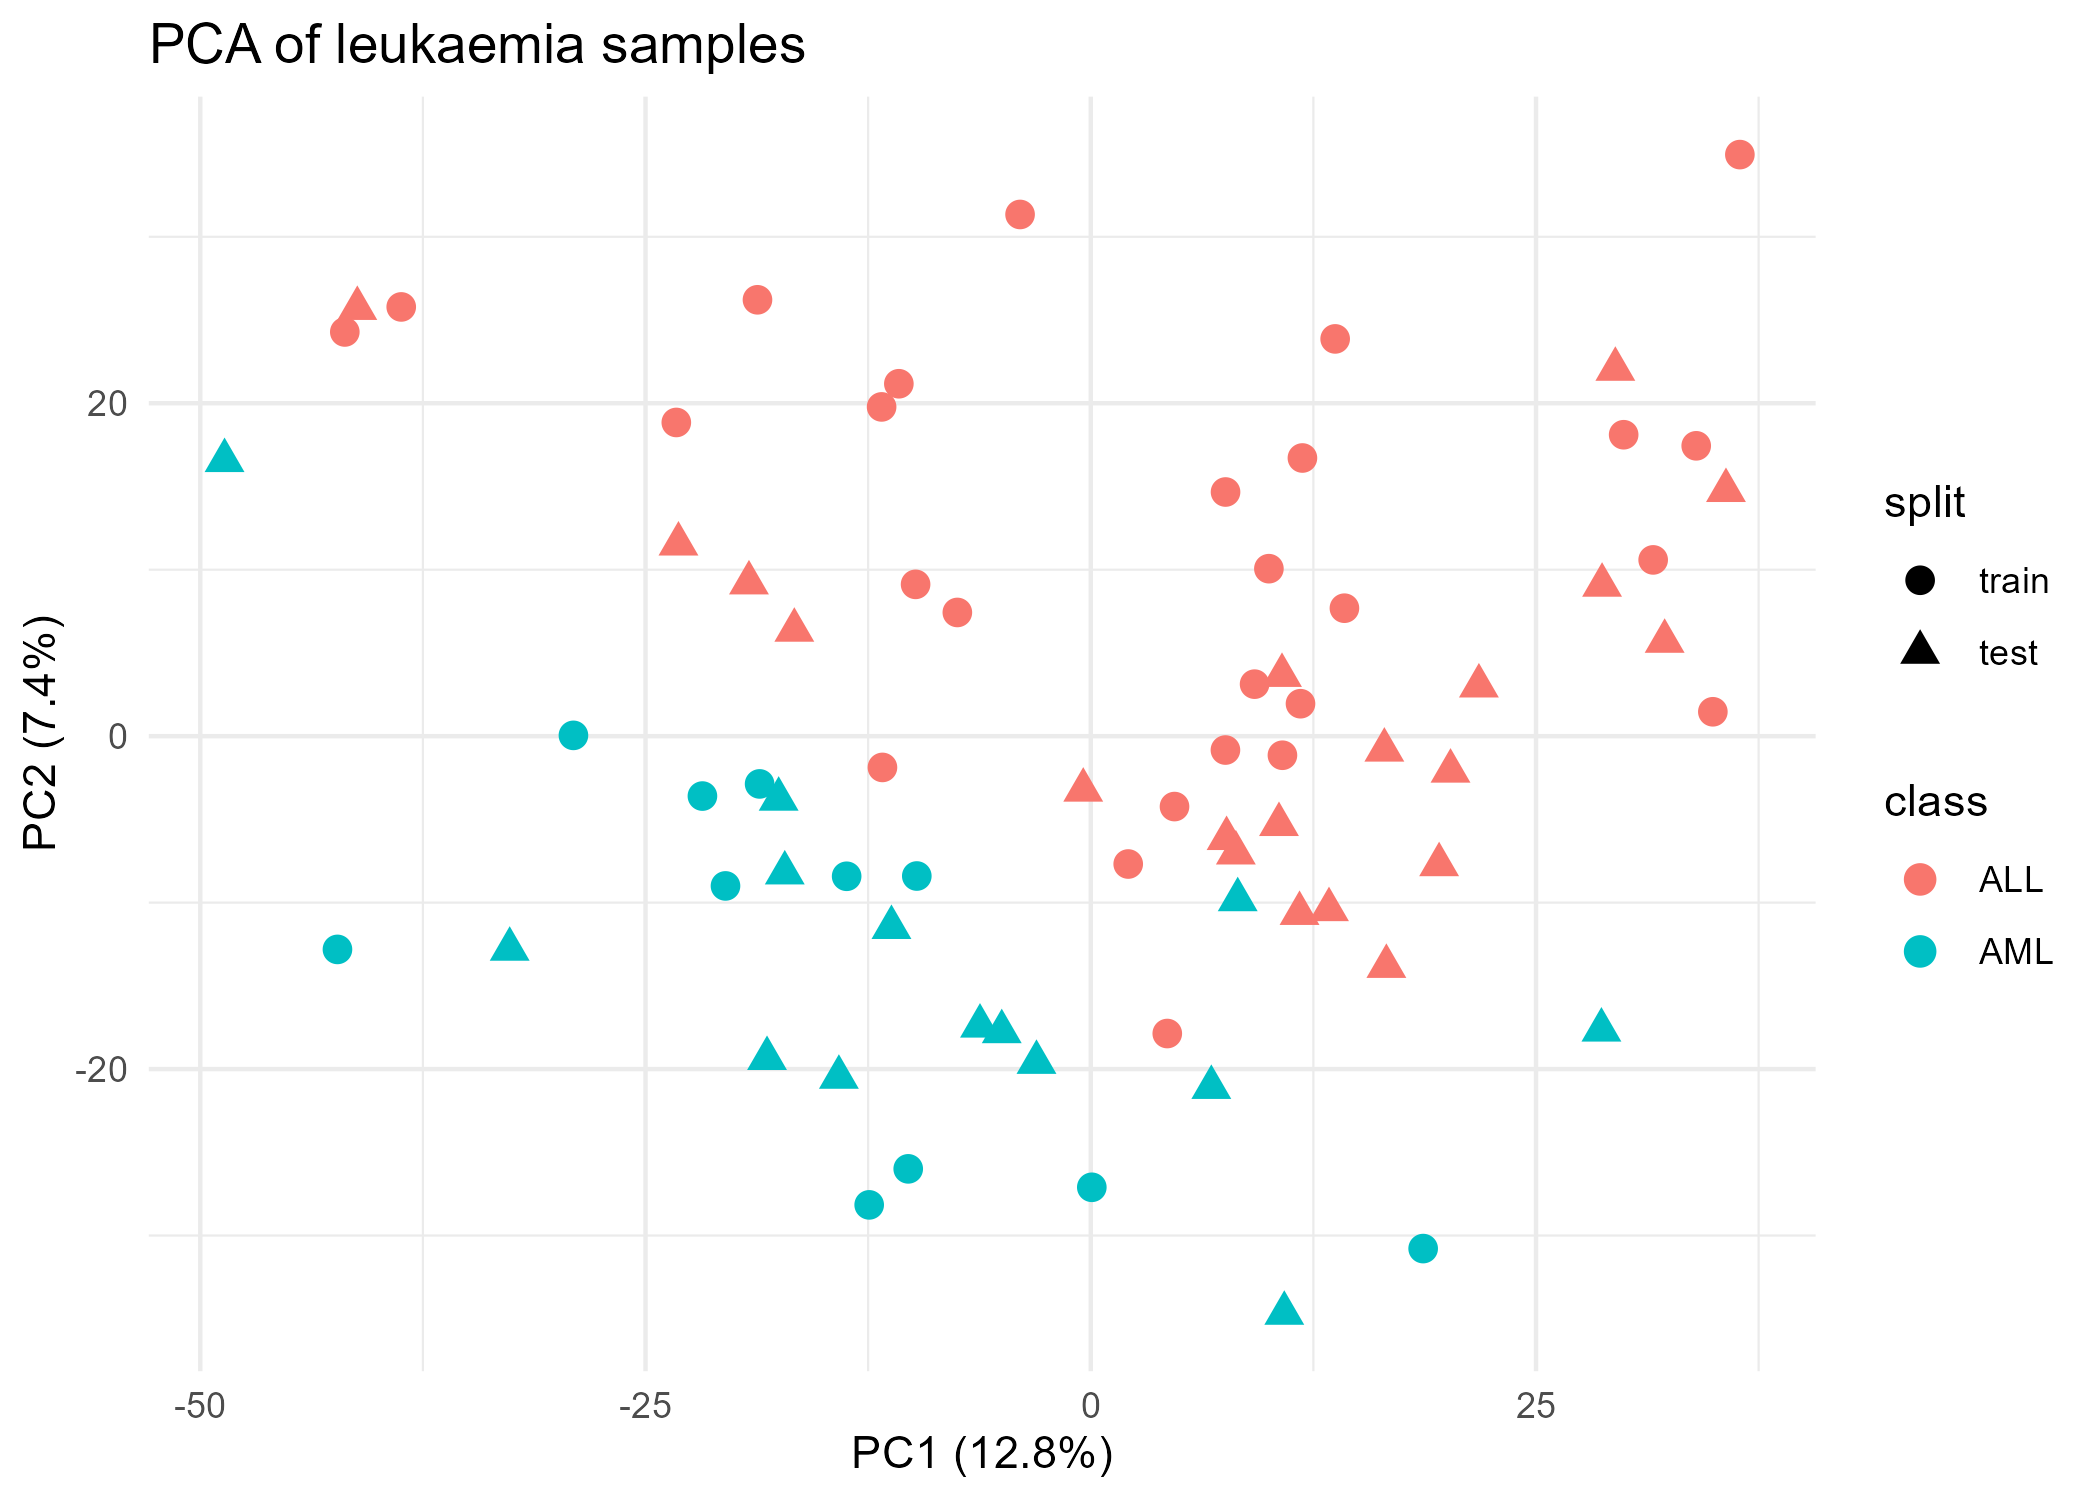 PCA of leukaemia samples
20
0
-20
PC2 (7.4%)
-50
-25
0
25
PC1 (12.8%)
split
train
test
class
ALL
AML